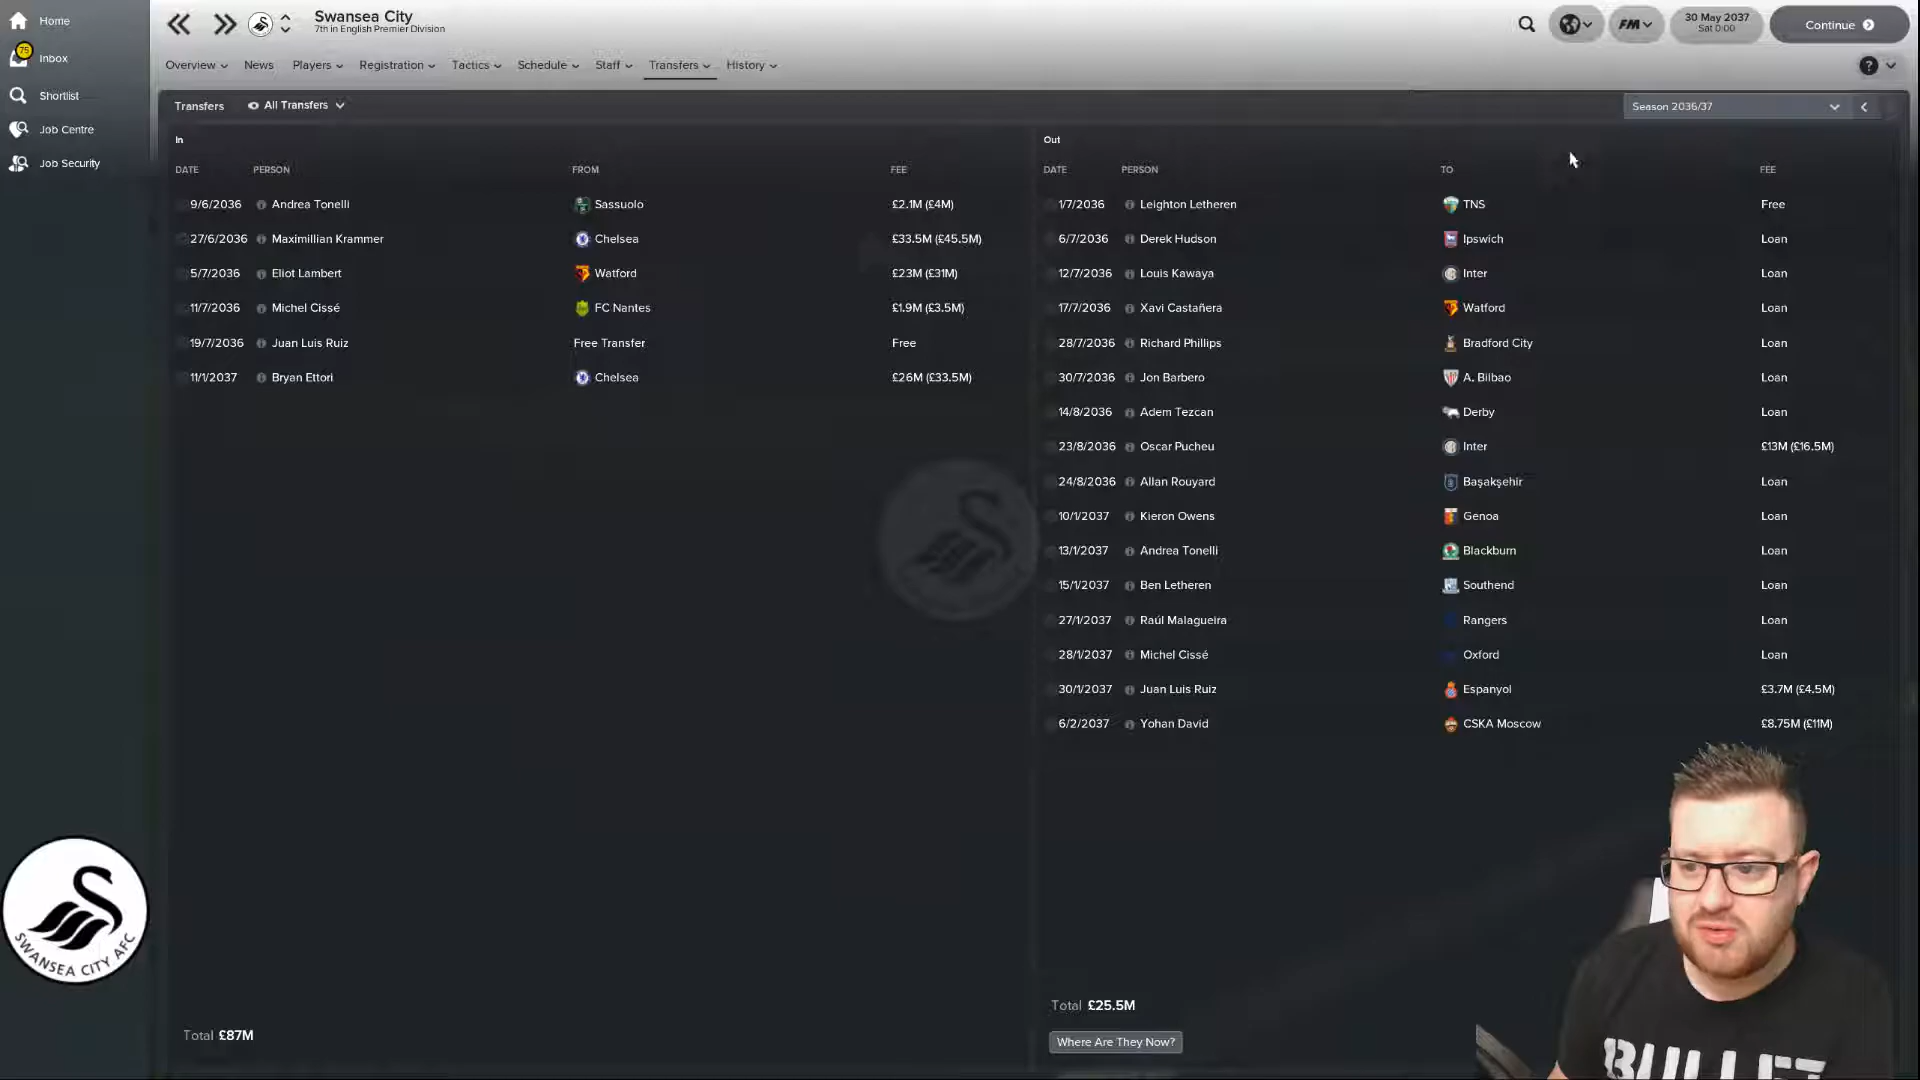 Home
75
Inbox
Shortlist
Job Centre
Job Security
Swansea City
7th in English Premier Division
FM
30 May 2037
Sat 0:00
Continue
Overview News Players Registration Tactics Schedule Staff Transfers History
?
Transfers All Transfers
Season 2036/37
In
DATE PERSON FROM FEE
9/6/2036 Andrea Tonelli Sassuolo £2.1M (£4M)
27/6/2036 Maximillian Krammer Chelsea £33.5M (£45.5M)
5/7/2036 Eliot Lambert Watford £23M (£31M)
11/7/2036 Michel Cissé FC Nantes £1.9M (£3.5M)
19/7/2036 Juan Luis Ruiz Free Transfer Free
11/1/2037 Bryan Ettori Chelsea £26M (£33.5M)
Total £87M
Out
DATE PERSON TO FEE
1/7/2036 Leighton Letheren TNS Free
6/7/2036 Derek Hudson Ipswich Loan
12/7/2036 Louis Kawaya Inter Loan
17/7/2036 Xavi Castañera Watford Loan
28/7/2036 Richard Phillips Bradford City Loan
30/7/2036 Jon Barbero A. Bilbao Loan
14/8/2036 Adem Tezcan Derby Loan
23/8/2036 Oscar Pucheu Inter £13M (£16.5M)
24/8/2036 Allan Rouyard Başakşehir Loan
10/1/2037 Kieron Owens Genoa Loan
13/1/2037 Andrea Tonelli Blackburn Loan
15/1/2037 Ben Letheren Southend Loan
27/1/2037 Raúl Malagueira Rangers Loan
28/1/2037 Michel Cissé Oxford Loan
30/1/2037 Juan Luis Ruiz Espanyol £3.7M (£4.5M)
6/2/2037 Yohan David CSKA Moscow £8.75M (£11M)
Total £25.5M
Where Are They Now?
SWANSEA CITY AFC
BULLET